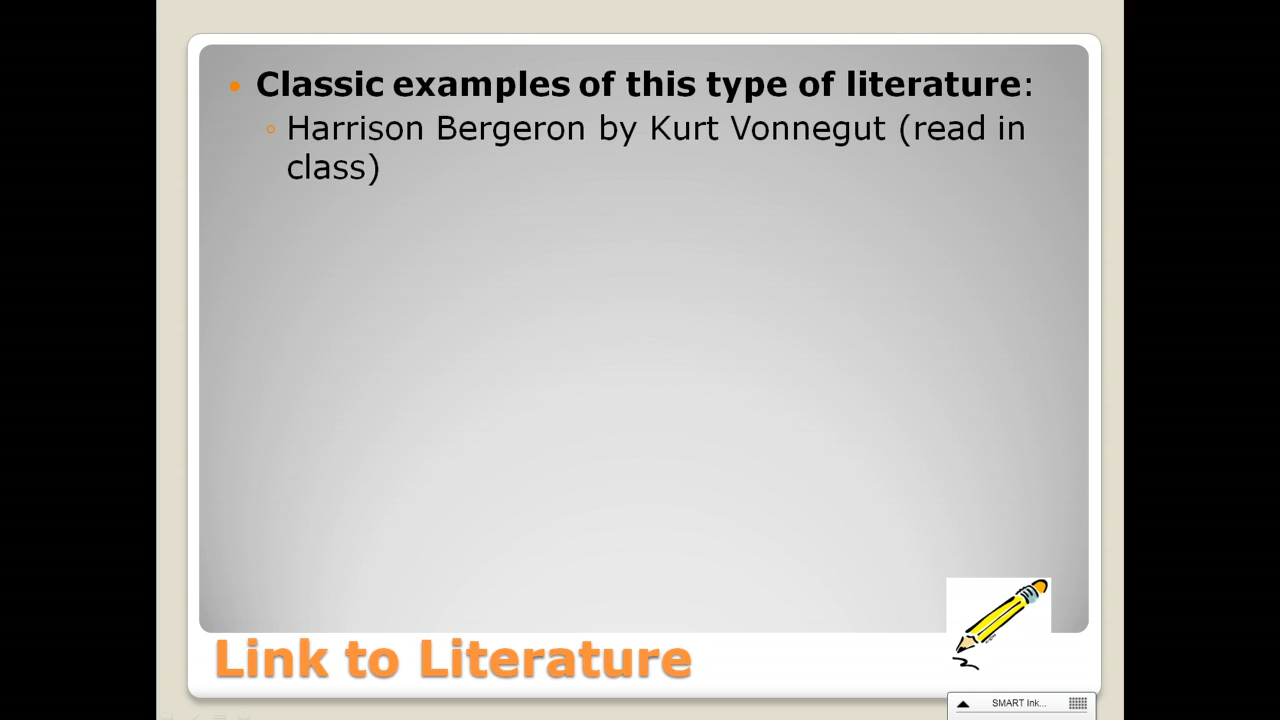 Classic examples of this type of literature:
Harrison Bergeron by Kurt Vonnegut (read in
class)
Link to Literature
SMART Ink...